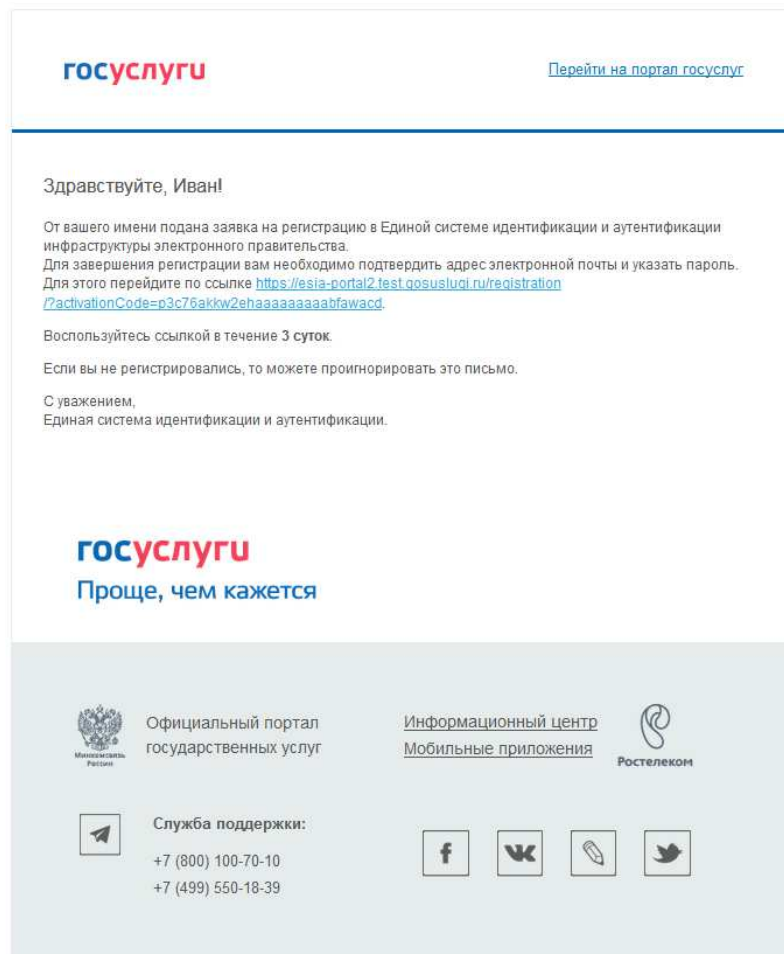 госуслуги
Перейти на портал госуслуг
Здравствуйте, Иван!
От вашего имени подана заявка на регистрацию в Единой системе идентификации и аутентификации
инфраструктуры электронного правительства.
Для завершения регистрации вам необходимо подтвердить адрес электронной почты и указать пароль.
Для этого перейдите по ссылке https://esia-portal2.test.gosuslugi.ru/registration
/?activationCode=p3c76akkw2ehaaaaaaaaabfawacd.
Воспользуйтесь ссылкой в течение 3 суток.
Если вы не регистрировались, то можете проигнорировать это письмо.
С уважением,
Единая система идентификации и аутентификации.
госуслуги
Проще, чем кажется
Официальный портал
государственных услуг
Минкомсвязь
России
Информационный центр
Мобильные приложения
Ростелеком
Служба поддержки:
+7 (800) 100-70-10
+7 (499) 550-18-39